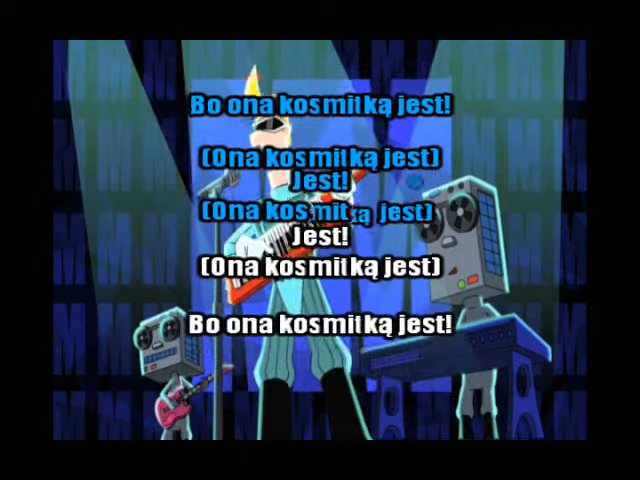 Bo ona kosmitką jest!
(Ona kosmitką jest)
Jest!
(Ona kosmitką jest)
Jest!
(Ona kosmitką jest)
Bo ona kosmitką jest!